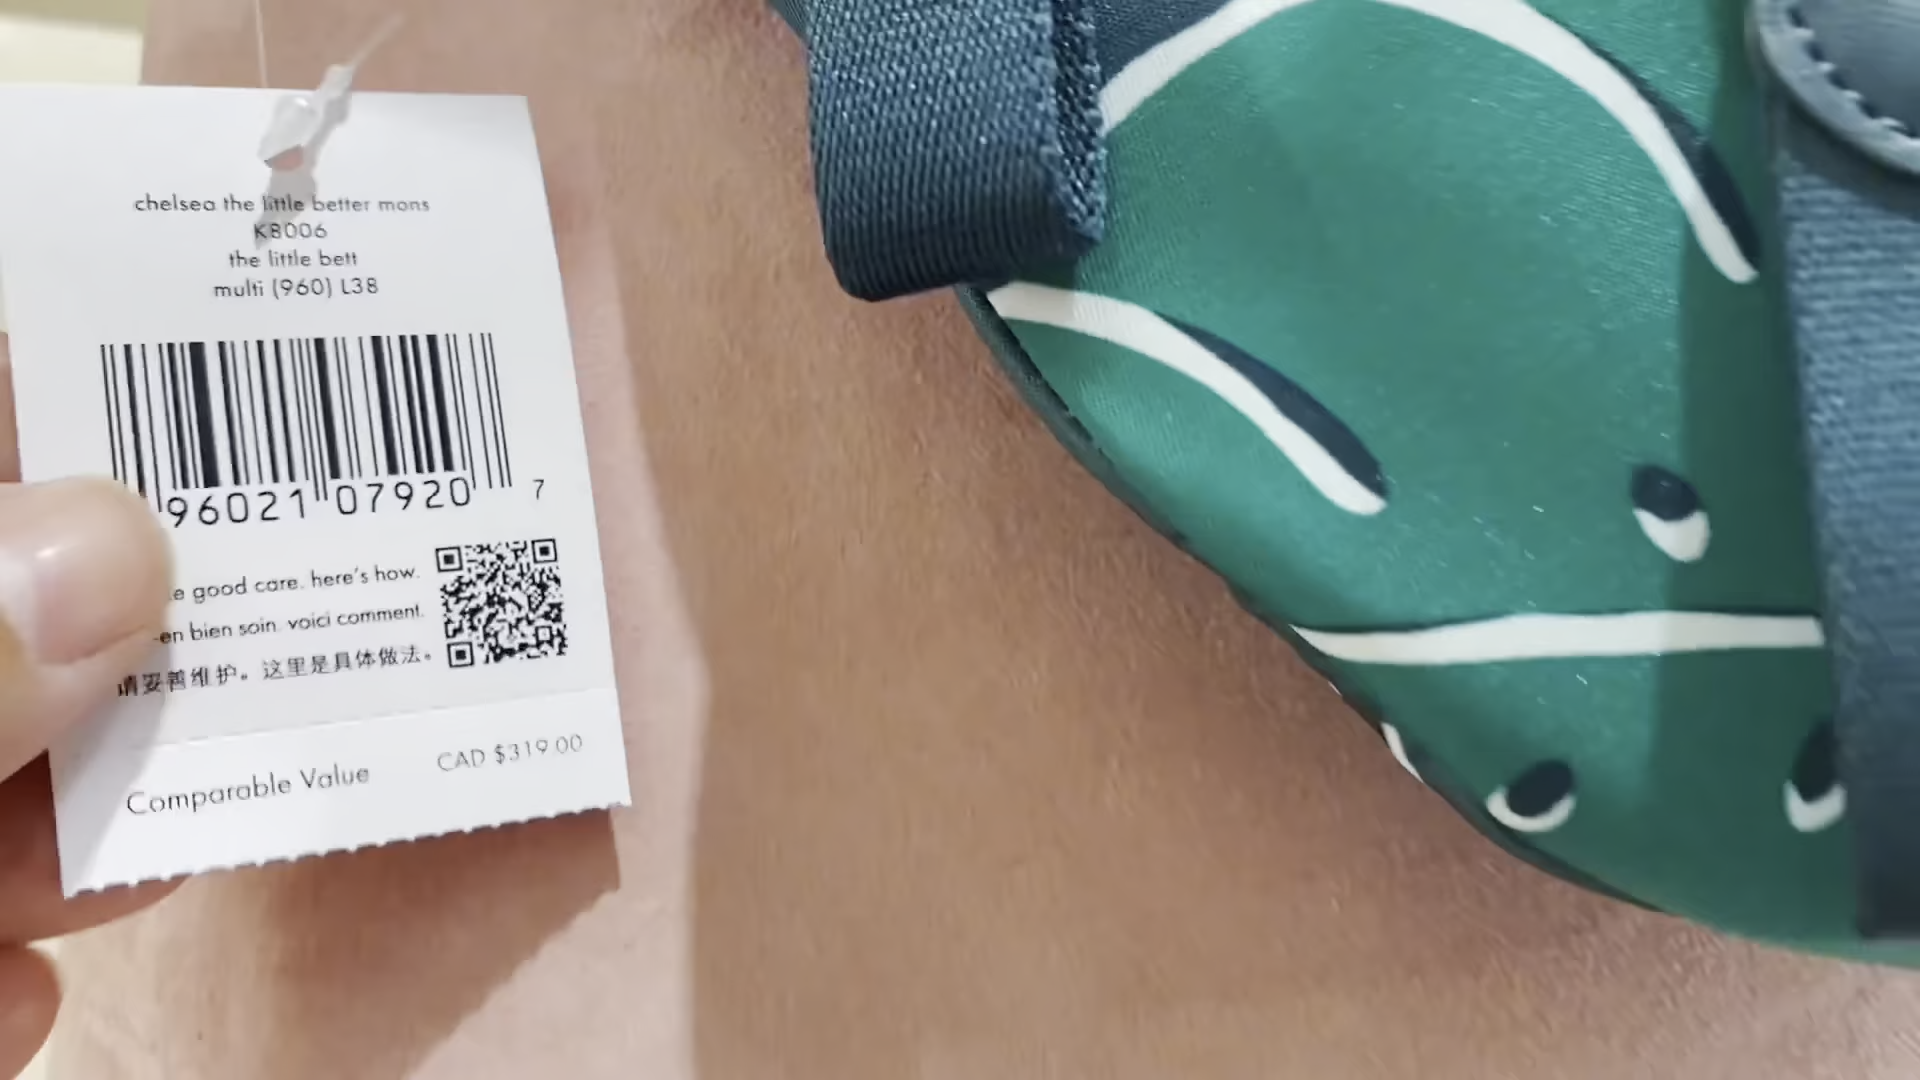 chelsea the little better mons
K8006
the little bett
multi (960) L38
96021 07920 7
e good care. here's how.
-en bien soin. voici comment.
请妥善维护。这里是具体做法。
Comparable Value CAD $319.00